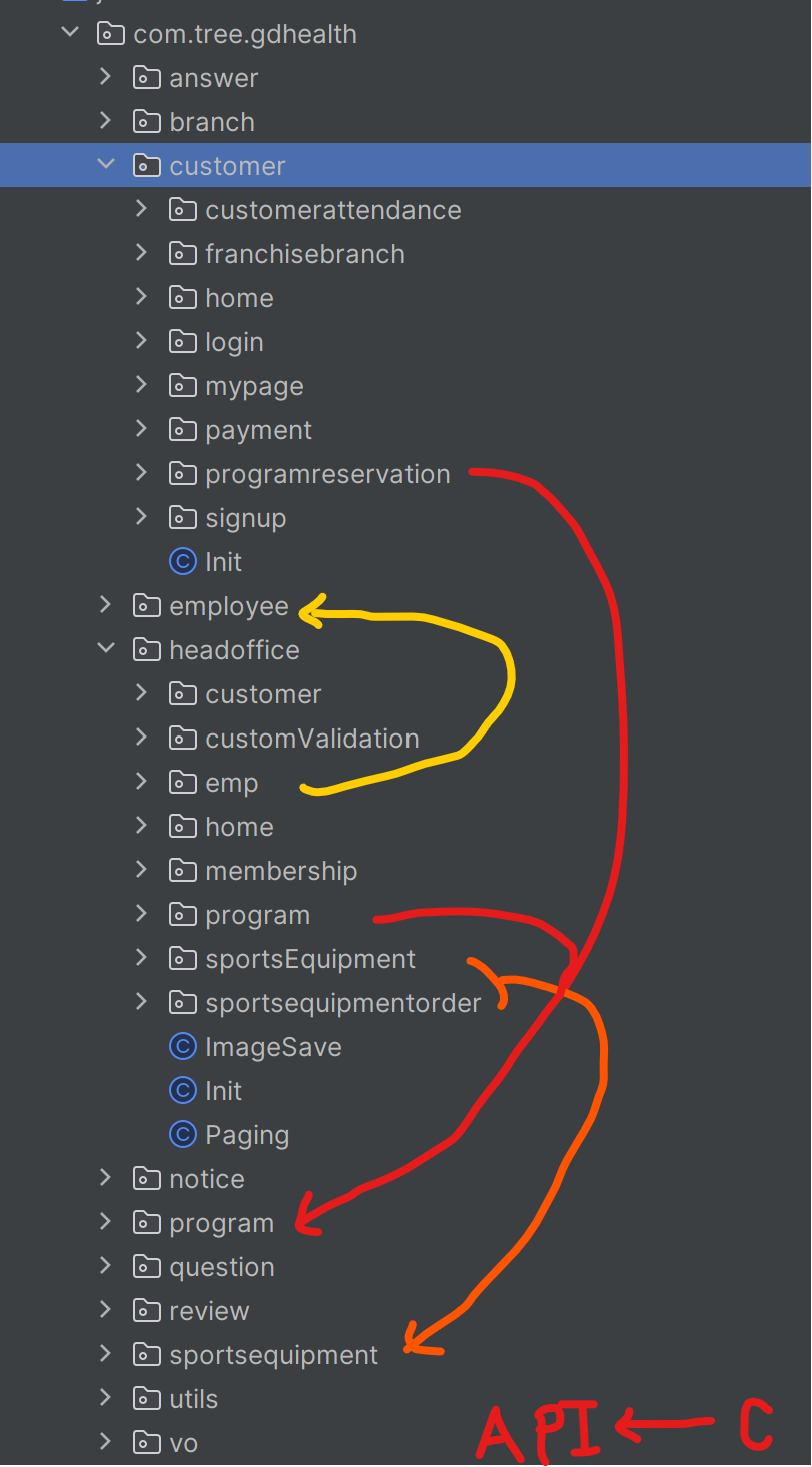 com.tree.gdhealth
answer
branch
customer
customerattendance
franchisebranch
home
login
mypage
payment
programreservation
signup
C Init
employee
headoffice
customer
customValidation
emp
home
membership
program
sportsEquipment
sportsequipmentorder
C ImageSave
C Init
C Paging
notice
program
question
review
sportsequipment
utils
vo
API ← C